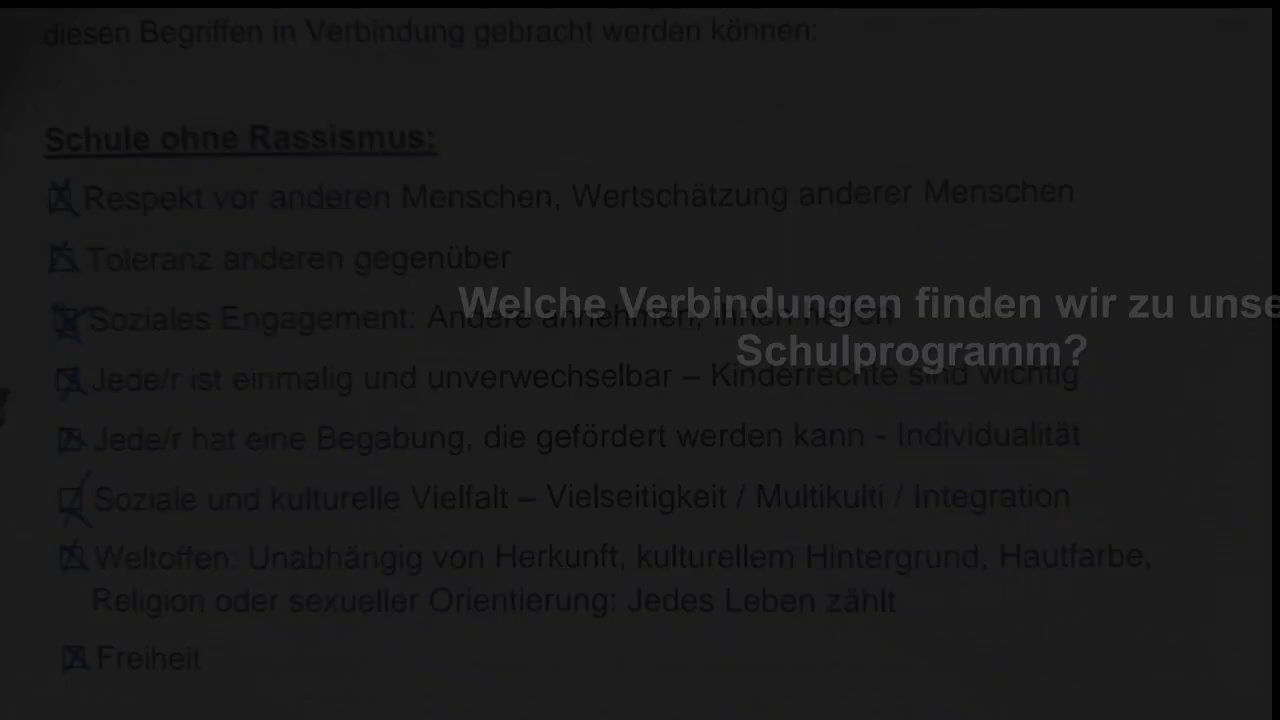 diesen Begriffen in Verbindung gebracht werden können:
Schule ohne Rassismus:
Respekt vor anderen Menschen, Wertschätzung anderer Menschen
Toleranz anderen gegenüber
Soziales Engagement: Andere annehmen, ihnen helfen
Welche Verbindungen finden wir zu unse
Schulprogramm?
Jede/r ist einmalig und unverwechselbar – Kinderrechte sind wichtig
Jede/r hat eine Begabung, die gefördert werden kann - Individualität
Soziale und kulturelle Vielfalt – Vielseitigkeit / Multikulti / Integration
Weltoffen: Unabhängig von Herkunft, kulturellem Hintergrund, Hautfarbe,
Religion oder sexueller Orientierung: Jedes Leben zählt
Freiheit